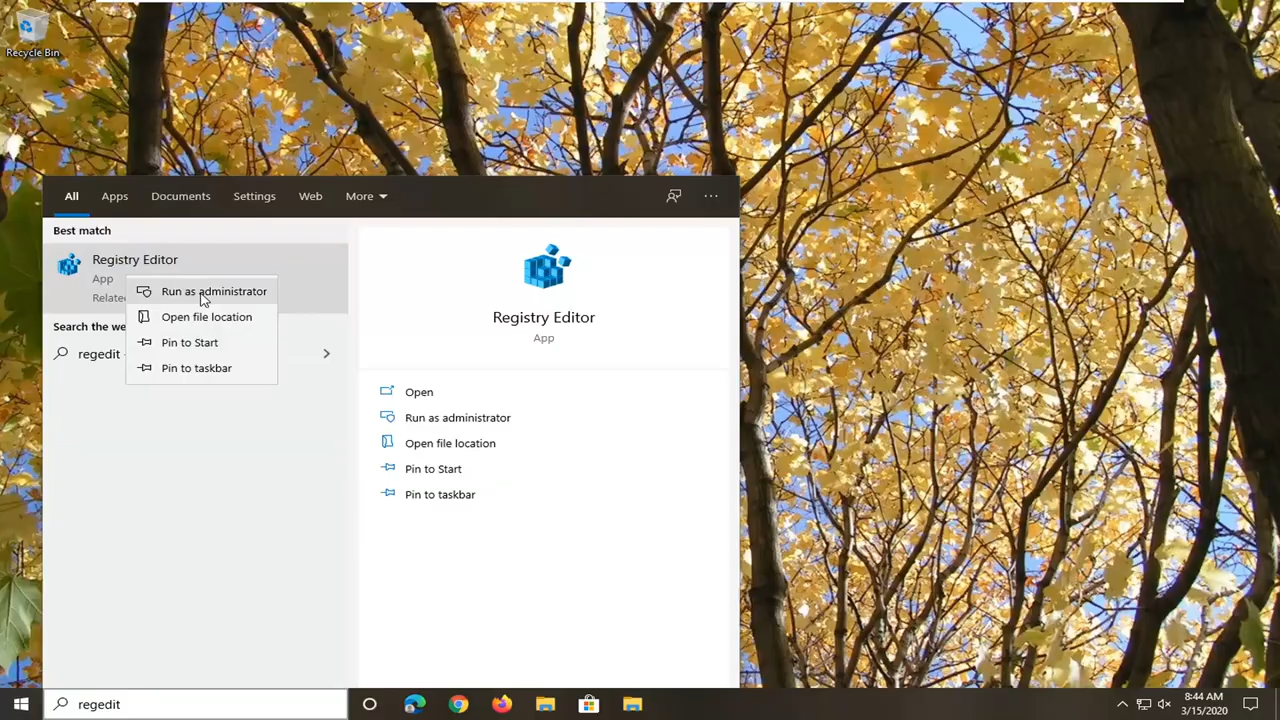 Recycle Bin
All Apps Documents Settings Web More
Best match
Registry Editor
App
Run as administrator
Open file location
Pin to Start
Pin to taskbar
Search the we
regedit
Registry Editor
App
Open
Run as administrator
Open file location
Pin to Start
Pin to taskbar
regedit
8:44 AM
3/15/2020